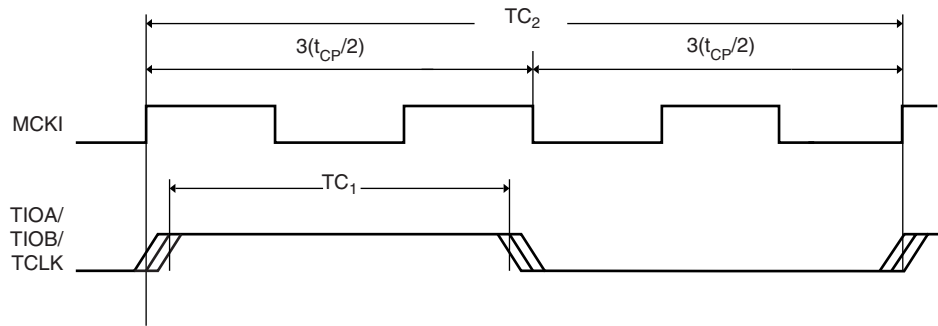 TC2
3(tCP/2) 3(tCP/2)
MCKI
TC1
TIOA/
TIOB/
TCLK